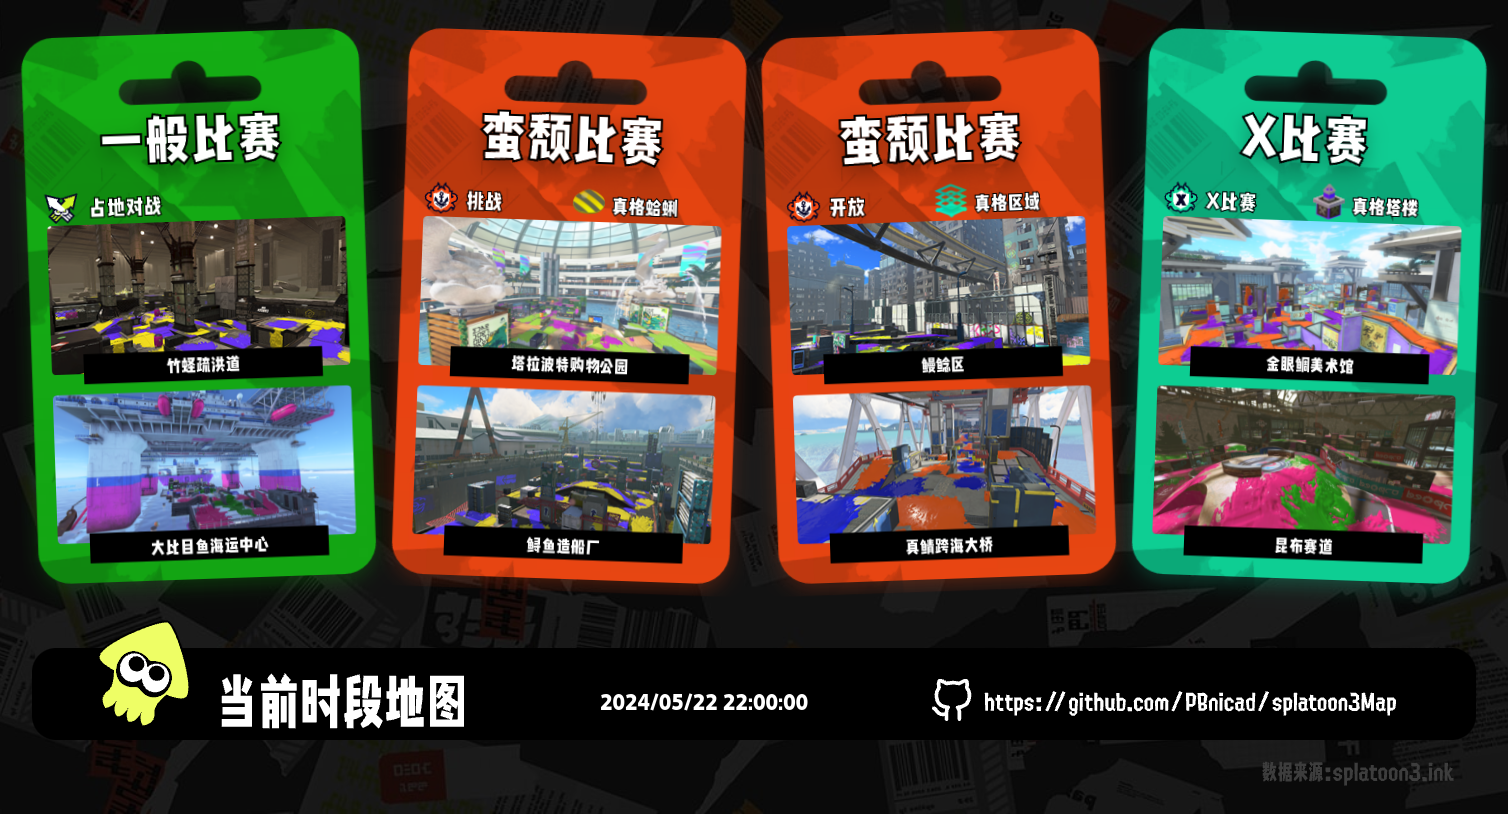 一般比赛
占地对战
竹蛏疏洪道
大比目鱼海运中心
蛮颓比赛
挑战
真格蛤蜊
塔拉波特购物公园
鲟鱼造船厂
蛮颓比赛
开放
真格区域
鳗鲶区
真鲭跨海大桥
X比赛
X比赛
真格塔楼
金眼鲷美术馆
昆布赛道
当前时段地图
2024/05/22 22:00:00
https://github.com/PBnicad/splatoon3Map
数据来源:splatoon3.ink